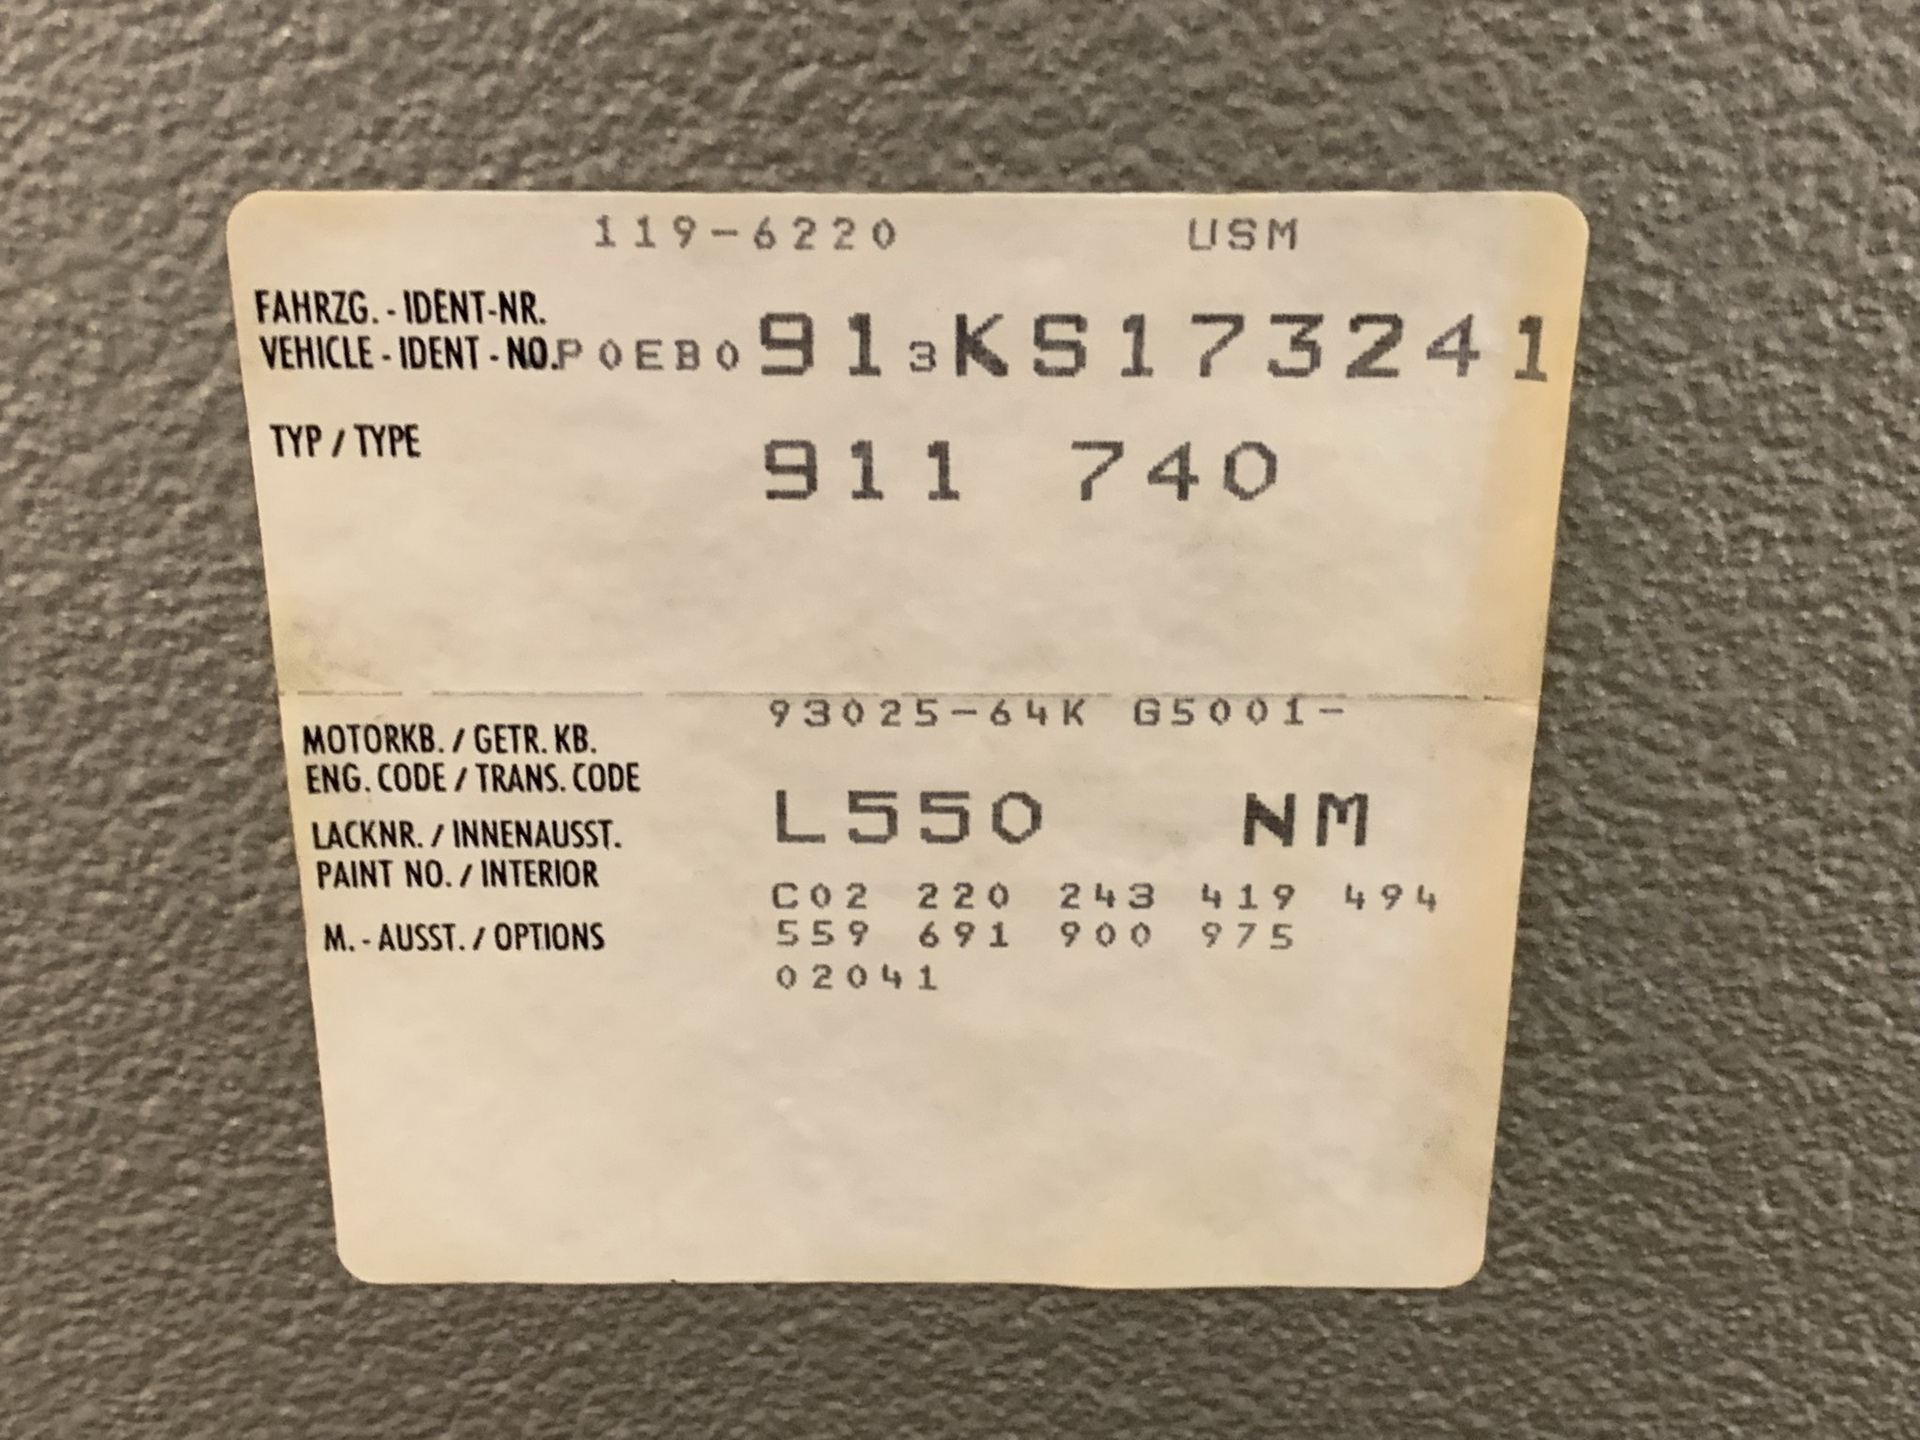 119-6220 USM
FAHRZG. - IDENT-NR.
VEHICLE - IDENT - NO. P0EB0913KS173241
TYP / TYPE 911 740
93025-64K G5001-
MOTORKB. / GETR. KB.
ENG. CODE / TRANS. CODE
L550 NM
LACKNR. / INNENAUSST.
PAINT NO. / INTERIOR
C02 220 243 419 494
M. - AUSST. / OPTIONS 559 691 900 975
02041